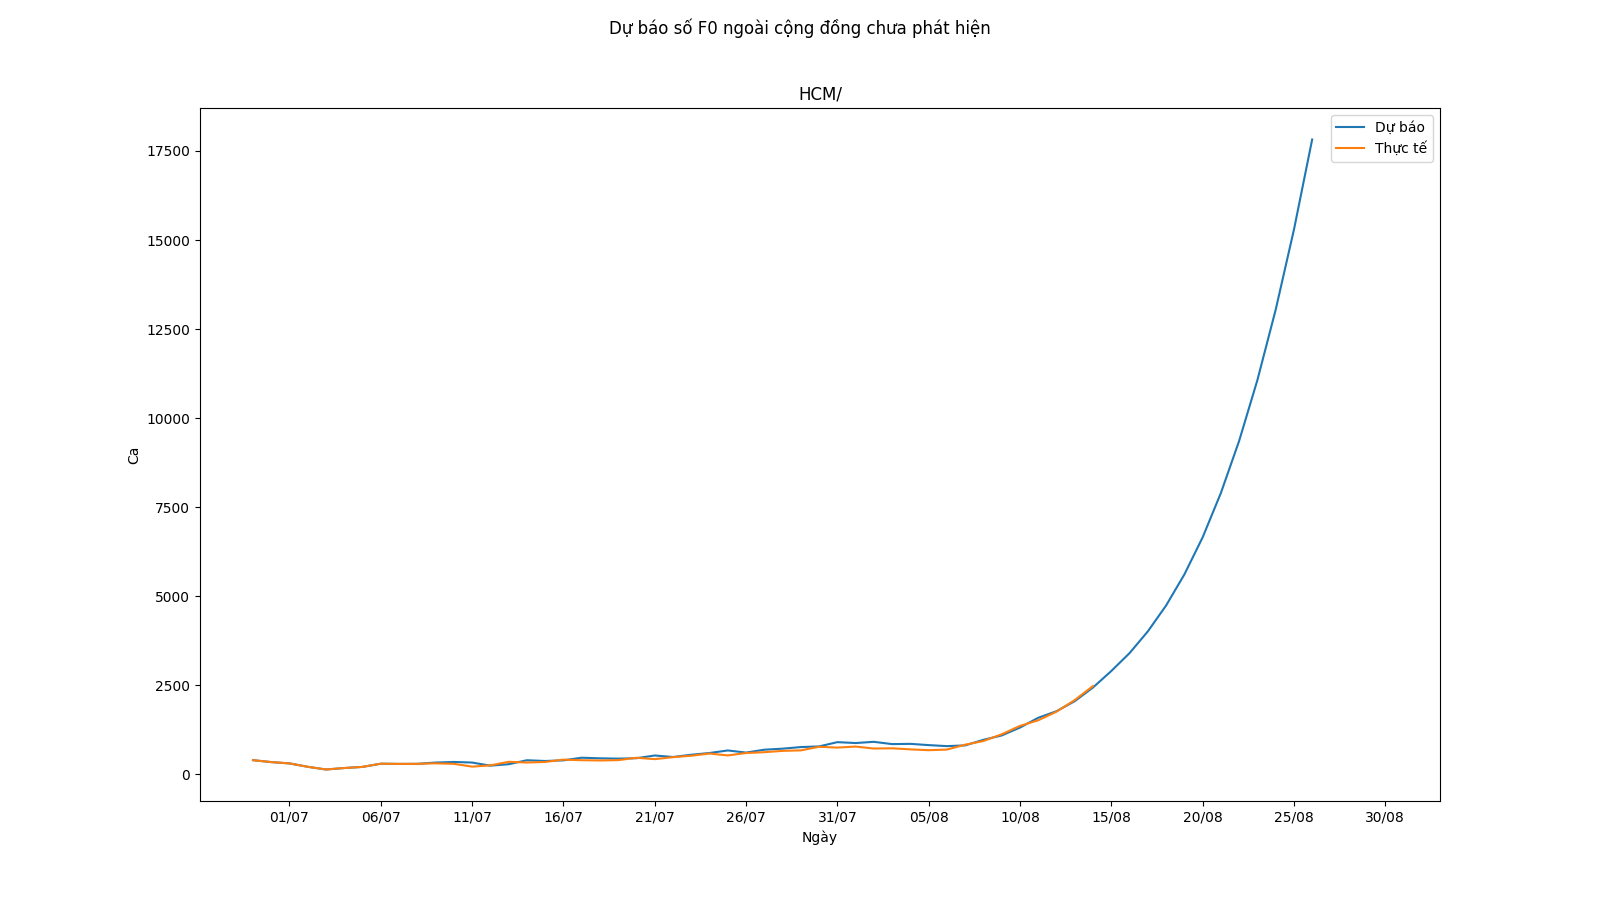 Dự báo số F0 ngoài cộng đồng chưa phát hiện
HCM/
Dự báo
Thực tế
17500
15000
12500
10000
7500
5000
2500
0
Ca
01/07 06/07 11/07 16/07 21/07 26/07 31/07 05/08 10/08 15/08 20/08 25/08 30/08
Ngày